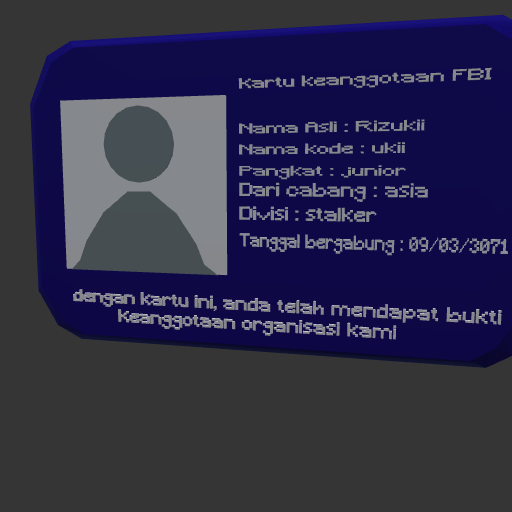 Kartu keanggotaan FBI
Nama Asli : Rizukii
Nama kode : ukii
Pangkat : junior
Dari cabang : asia
Divisi : stalker
Tanggal bergabung : 09/03/3071
dengan kartu ini, anda telah mendapat bukti
Keanggotaan organisasi kami